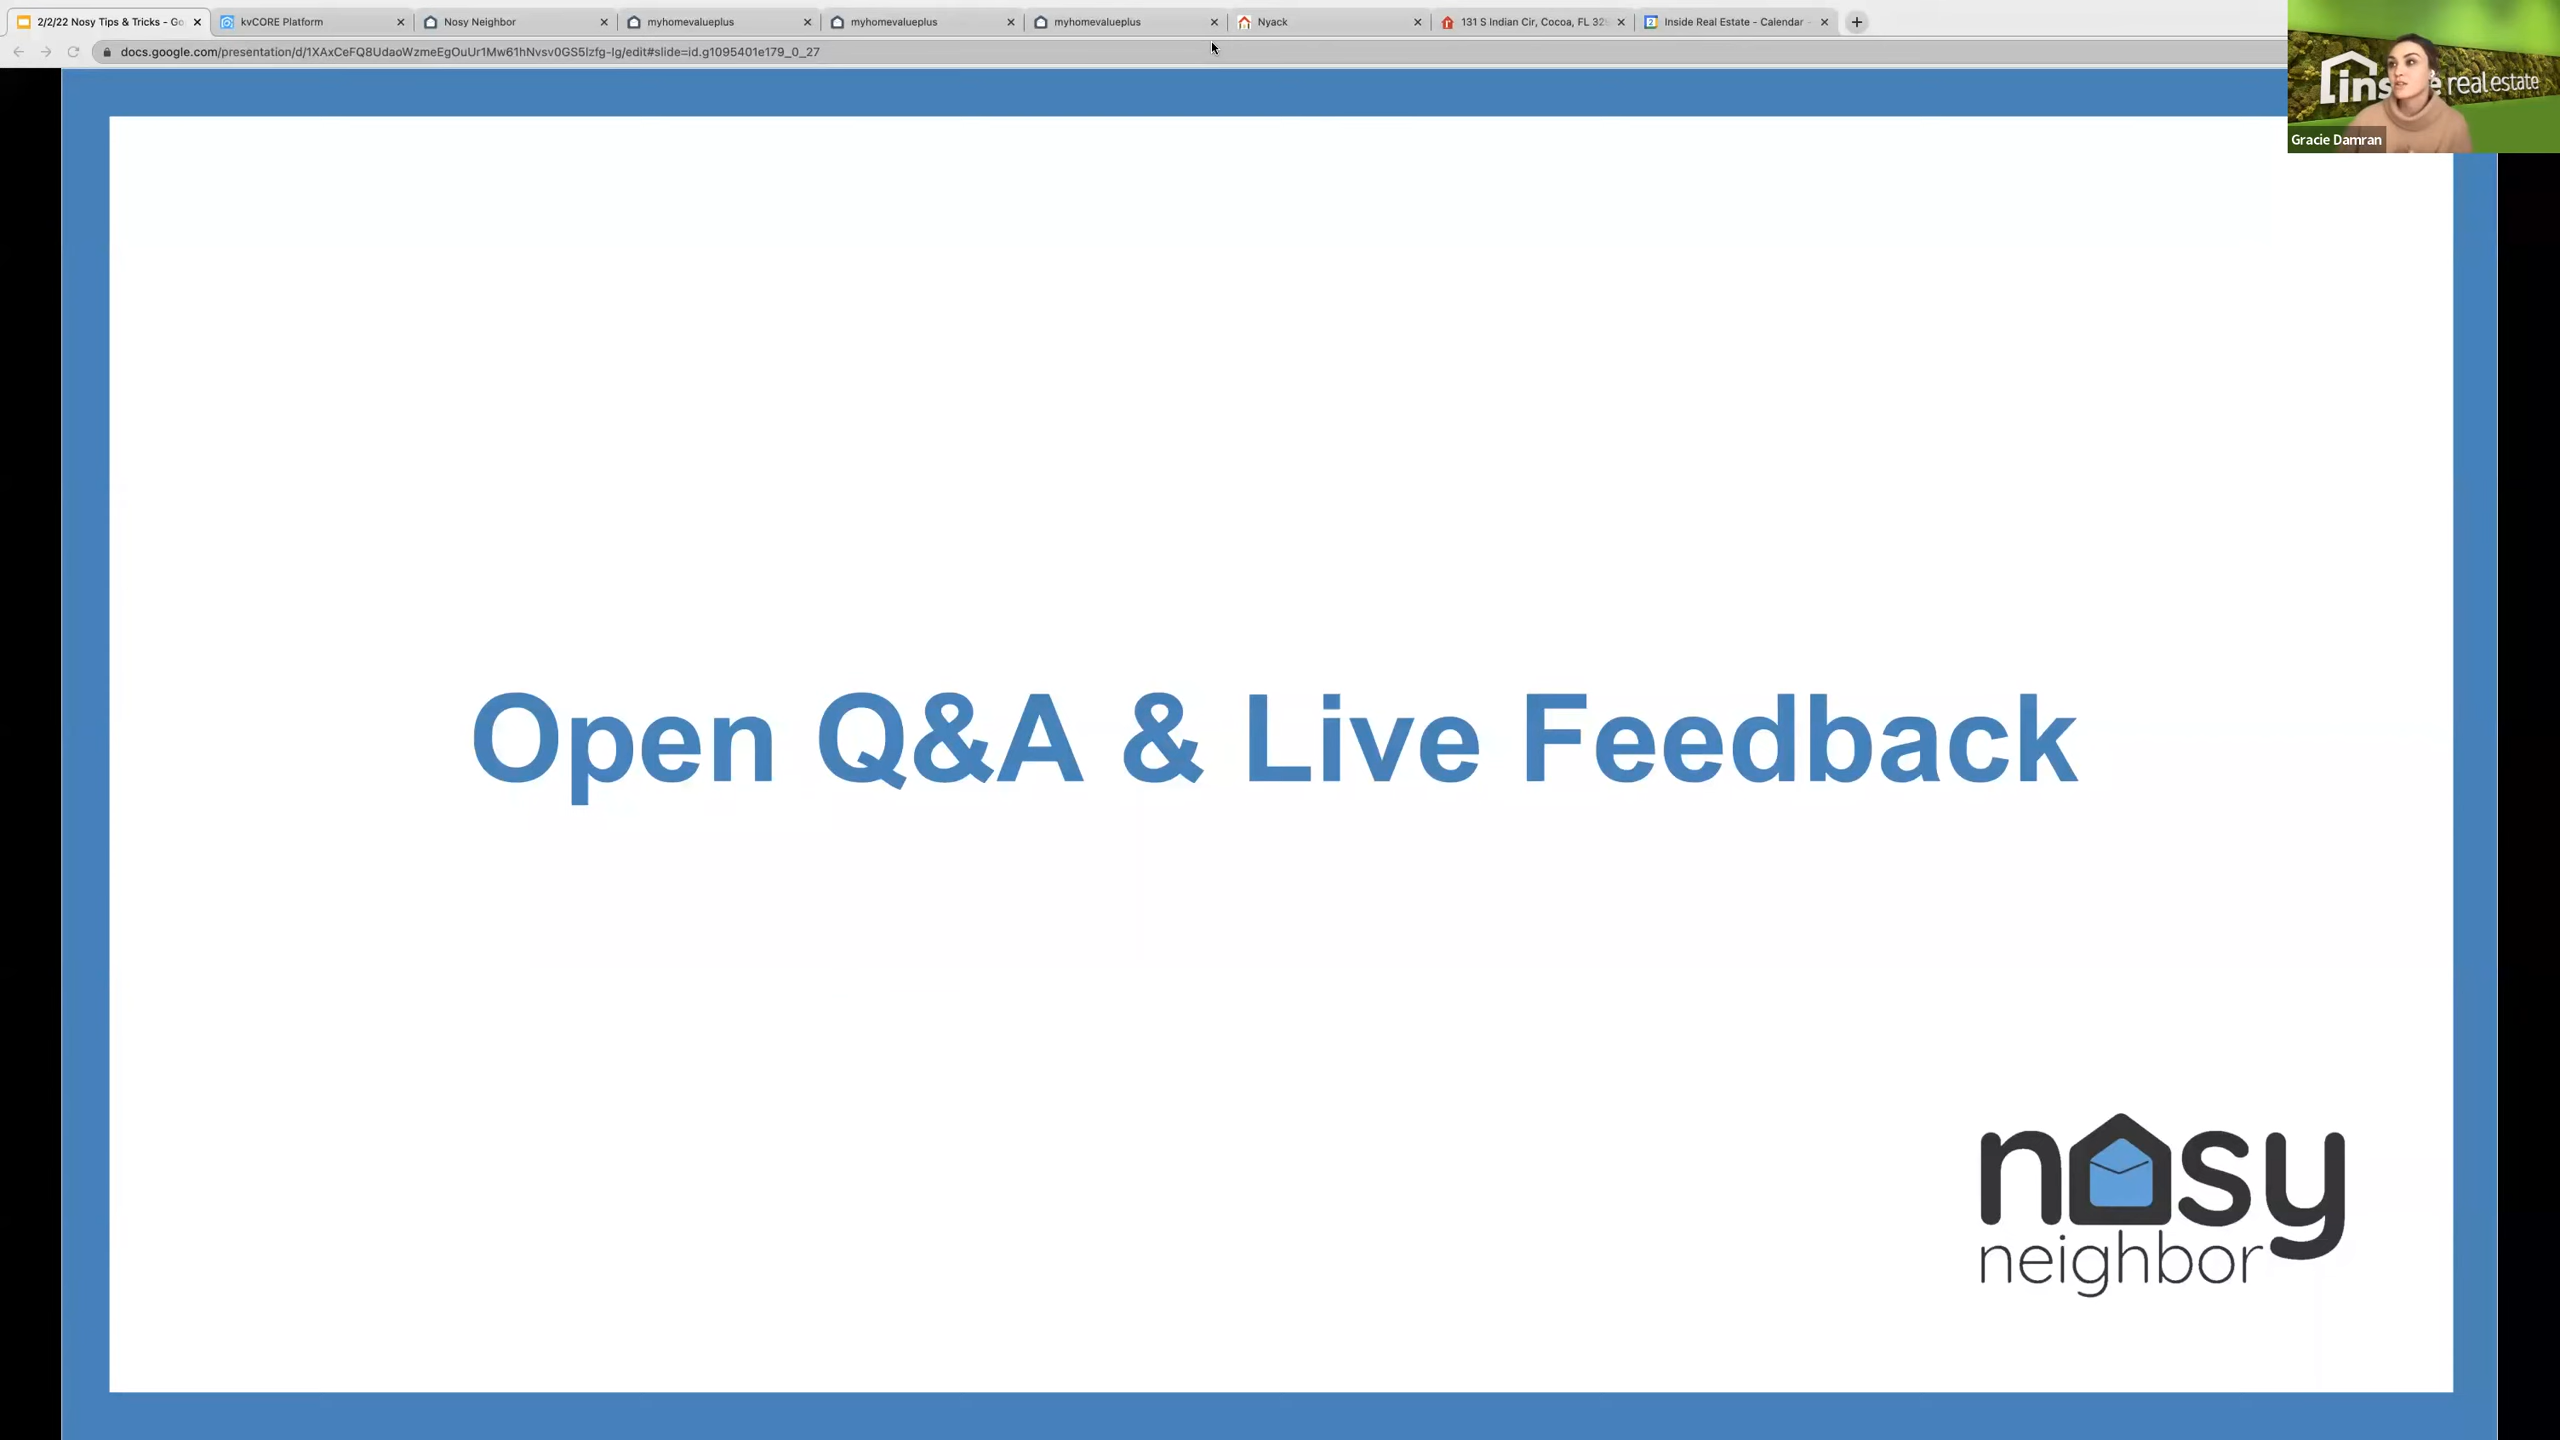 2/2/22 Nosy Tips & Tricks - Go
kvCORE Platform
Nosy Neighbor
myhomevalueplus
myhomevalueplus
myhomevalueplus
Nyack
131 S Indian Cir, Cocoa, FL 32
Inside Real Estate - Calendar -
docs.google.com/presentation/d/1XAxCeFQ8UdaoWzmeEgOuUr1Mw61hNvsv0GS5lzfg-Ig/edit#slide=id.g1095401e179_0_27
real estate
Gracie Damran
Open Q&A & Live Feedback
nosy
neighbor